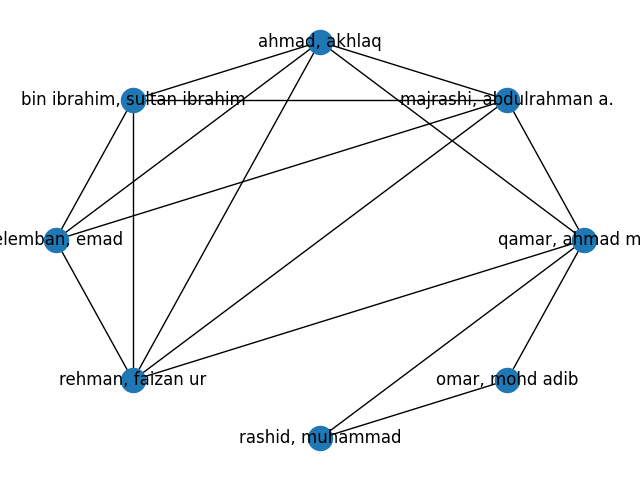 ahmad, akhlaq
bin ibrahim, sultan ibrahim
majrashi, abdulrahman a.
elemban, emad
qamar, ahmad m
rehman, faizan ur
omar, mohd adib
rashid, muhammad